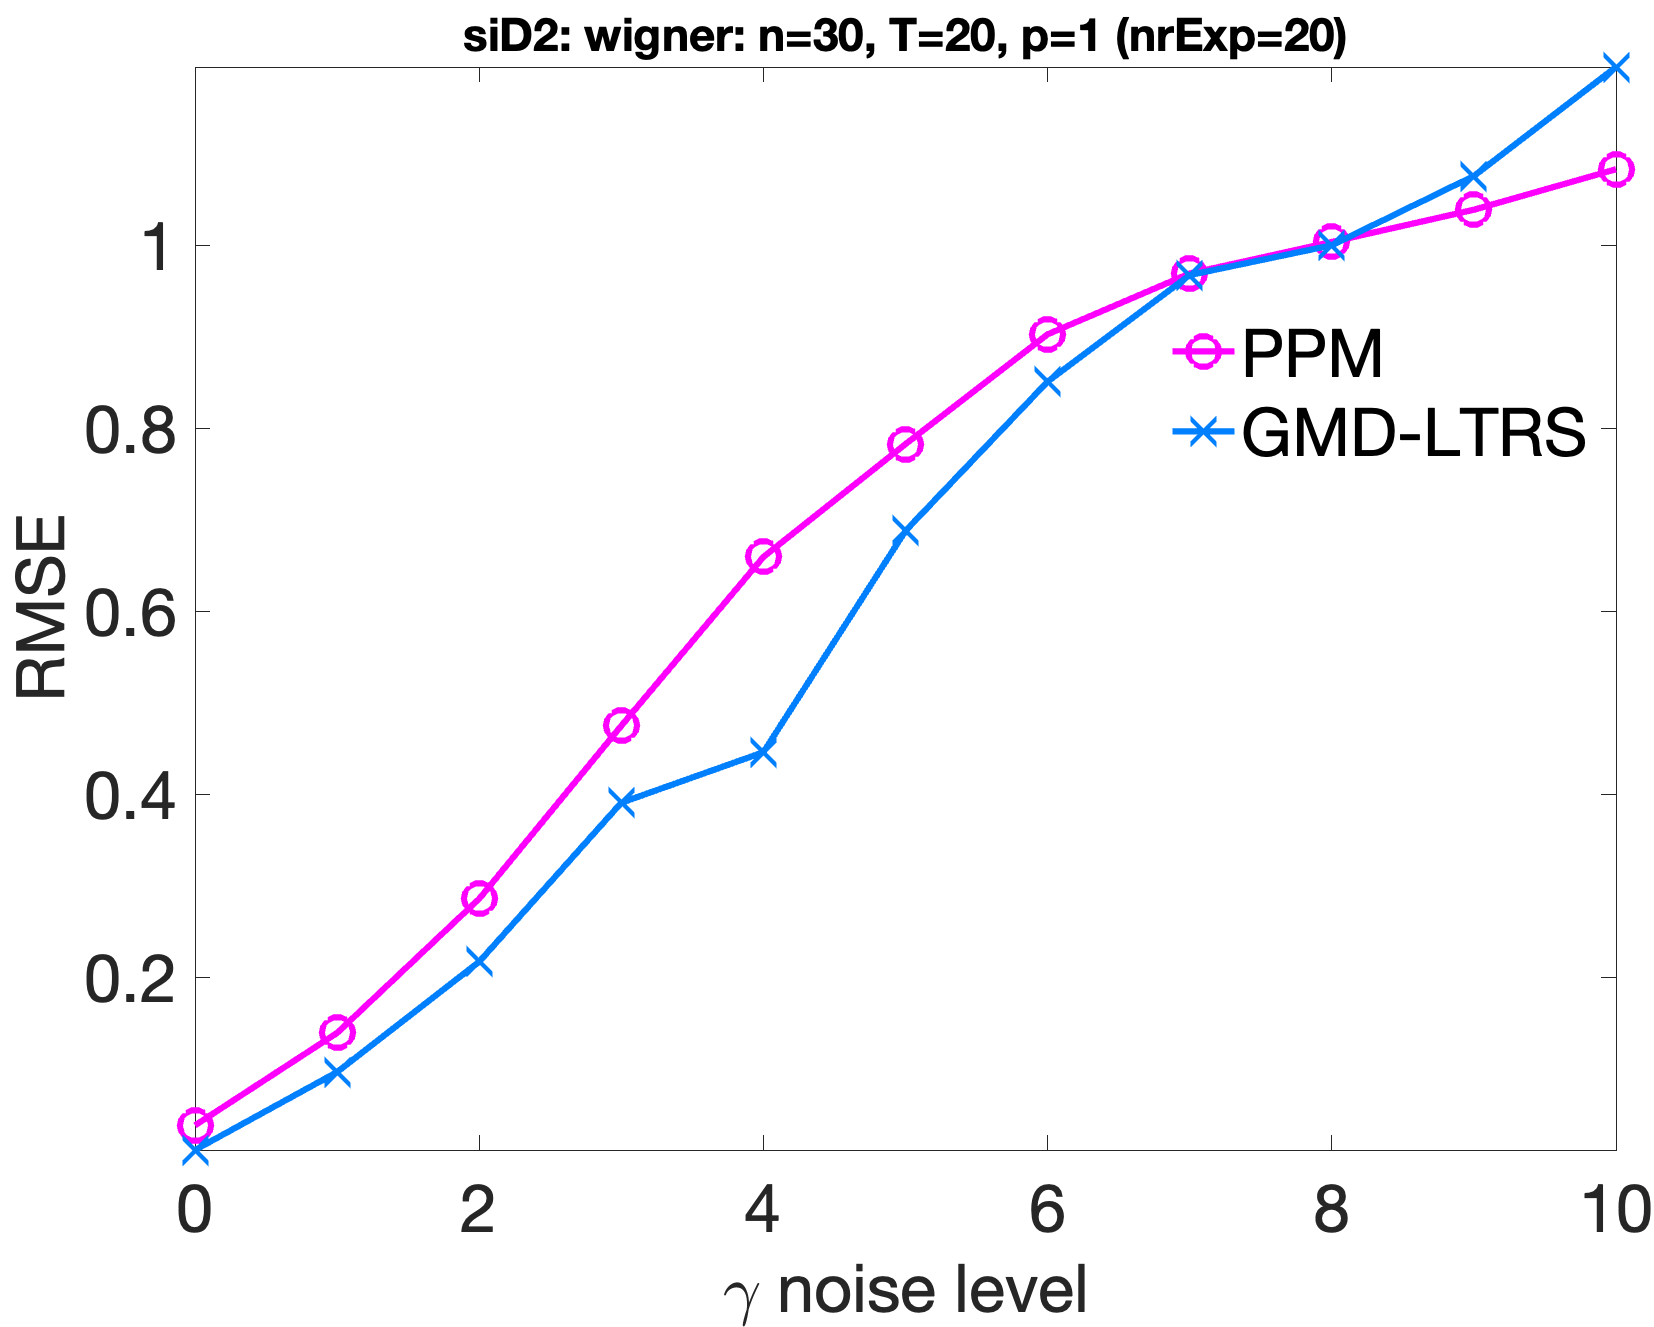 siD2: wigner: n=30, T=20, p=1 (nrExp=20)
1
0.8
0.6
0.4
0.2
RMSE
PPM
GMD-LTRS
0 2 4 6 8 10
γ noise level